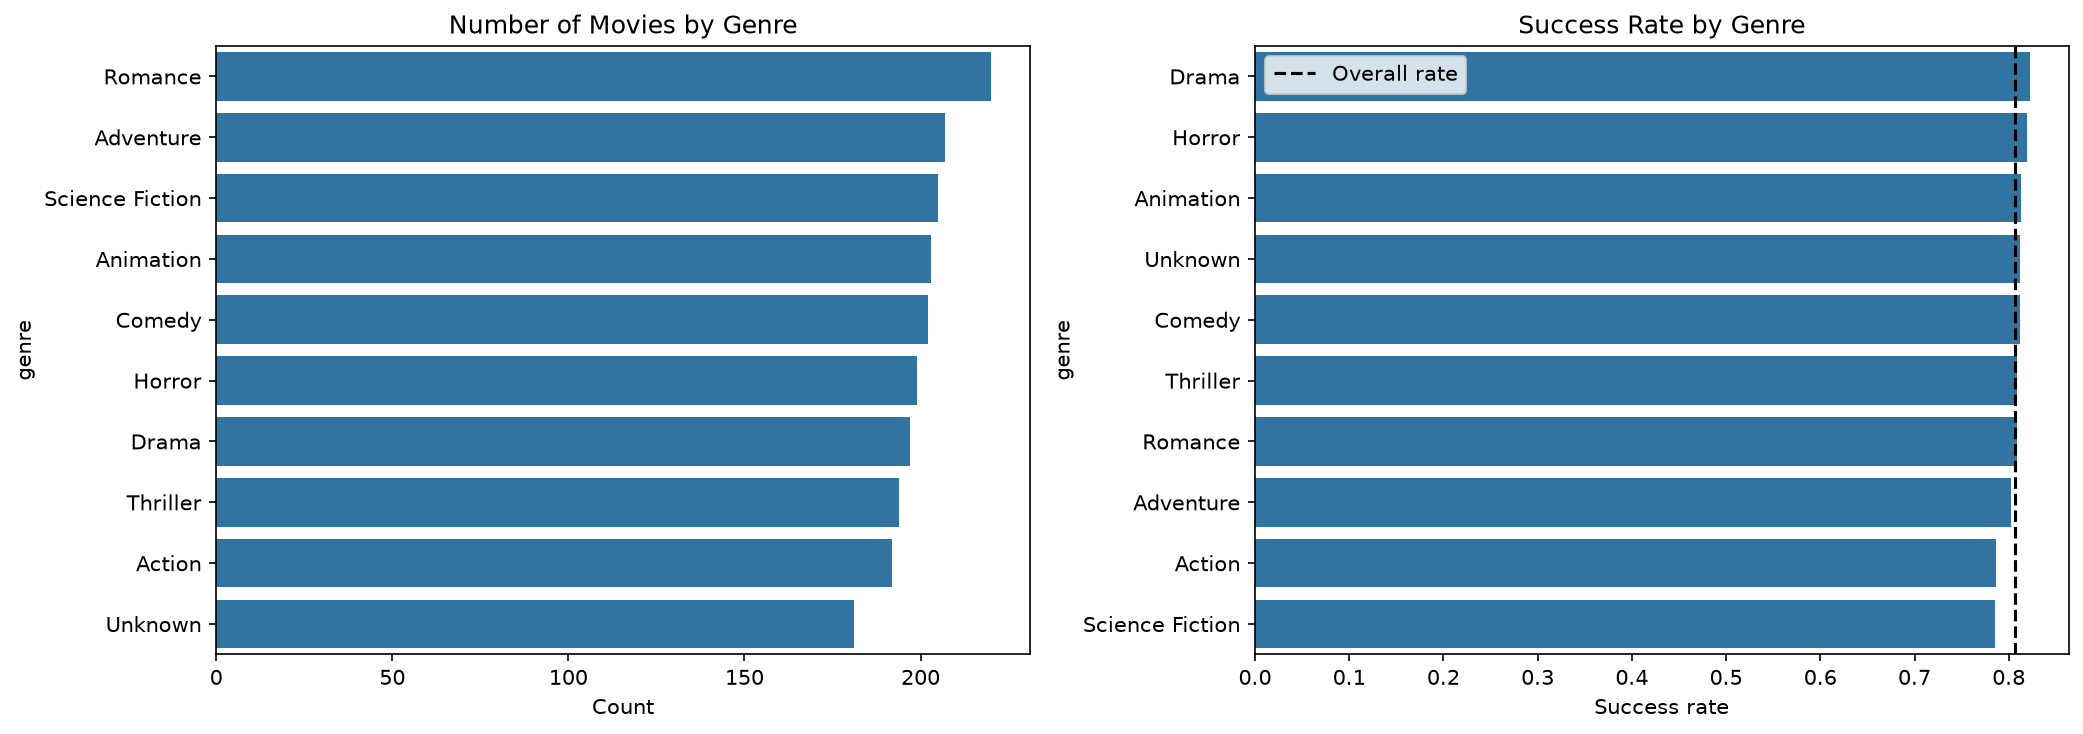 Number of Movies by Genre
genre
Romance
Adventure
Science Fiction
Animation
Comedy
Horror
Drama
Thriller
Action
Unknown
0 50 100 150 200
Count
Success Rate by Genre
Overall rate
genre
Drama
Horror
Animation
Unknown
Comedy
Thriller
Romance
Adventure
Action
Science Fiction
0.0 0.1 0.2 0.3 0.4 0.5 0.6 0.7 0.8
Success rate